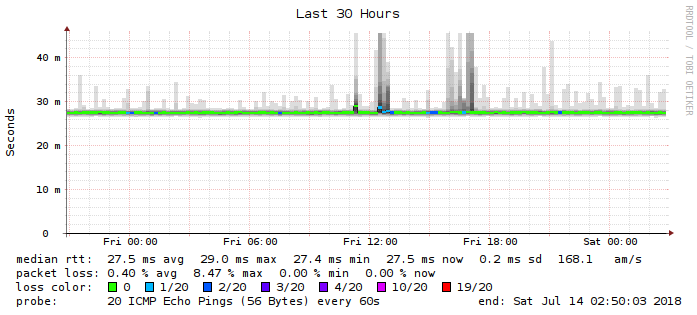 Last 30 Hours
RRDTOOL / TOBI OETIKER
Seconds
40 m
30 m
20 m
10 m
0
Fri 00:00 Fri 06:00 Fri 12:00 Fri 18:00 Sat 00:00
median rtt: 27.5 ms avg 29.0 ms max 27.4 ms min 27.5 ms now 0.2 ms sd 168.1 am/s
packet loss: 0.40 % avg 8.47 % max 0.00 % min 0.00 % now
loss color: 0 1/20 2/20 3/20 4/20 10/20 19/20
probe: 20 ICMP Echo Pings (56 Bytes) every 60s end: Sat Jul 14 02:50:03 2018